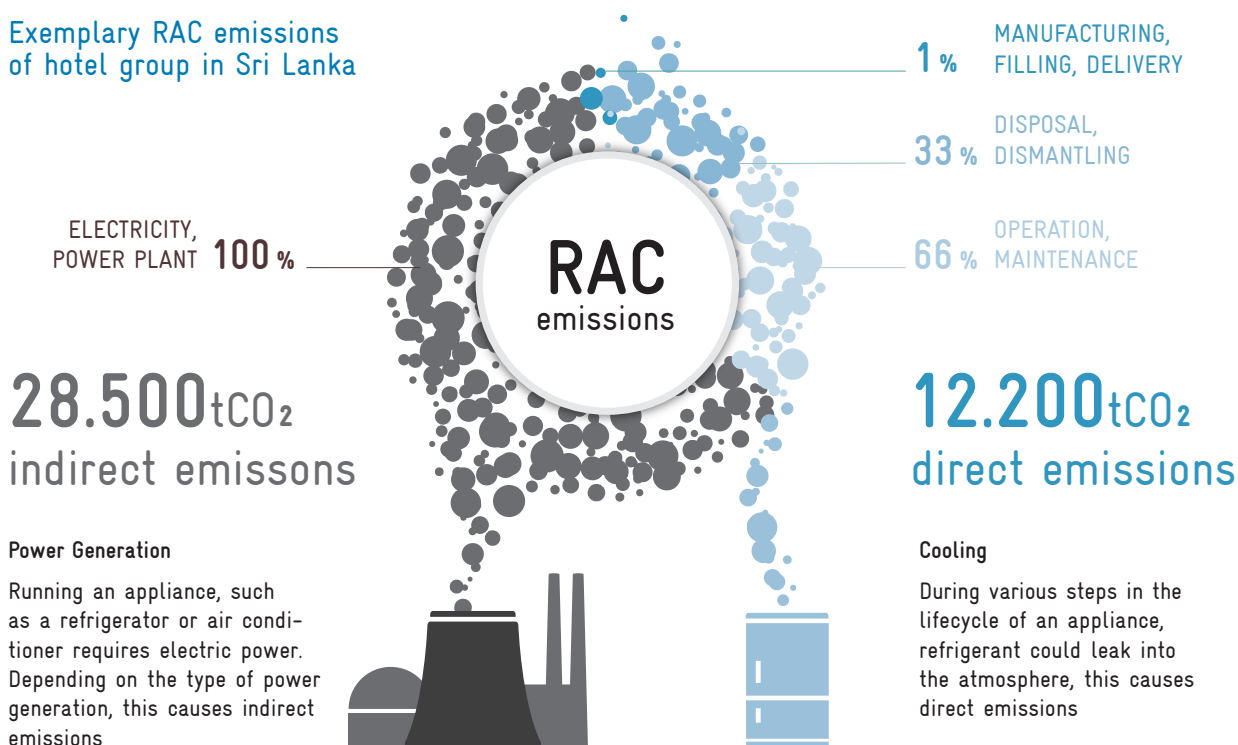 Exemplary RAC emissions
of hotel group in Sri Lanka
1 %
MANUFACTURING,
FILLING, DELIVERY
33 %
DISPOSAL,
DISMANTLING
66 %
OPERATION,
MAINTENANCE
ELECTRICITY,
POWER PLANT
100 %
RAC
emissions
28.500tCO₂
indirect emissons
12.200tCO₂
direct emissions
Power Generation
Running an appliance, such
as a refrigerator or air condi-
tioner requires electric power.
Depending on the type of power
generation, this causes indirect
emissions
Cooling
During various steps in the
lifecycle of an appliance,
refrigerant could leak into
the atmosphere, this causes
direct emissions